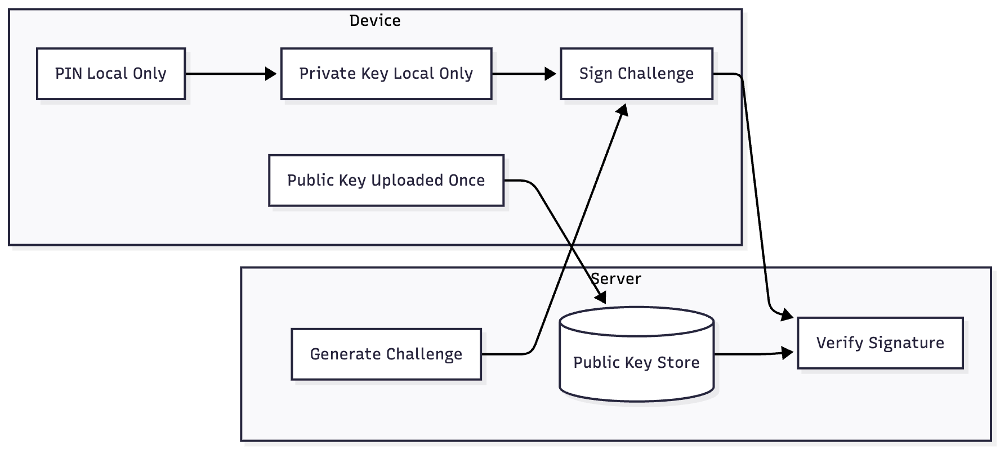 Device
PIN Local Only
Private Key Local Only
Sign Challenge
Public Key Uploaded Once
Server
Generate Challenge
Public Key Store
Verify Signature